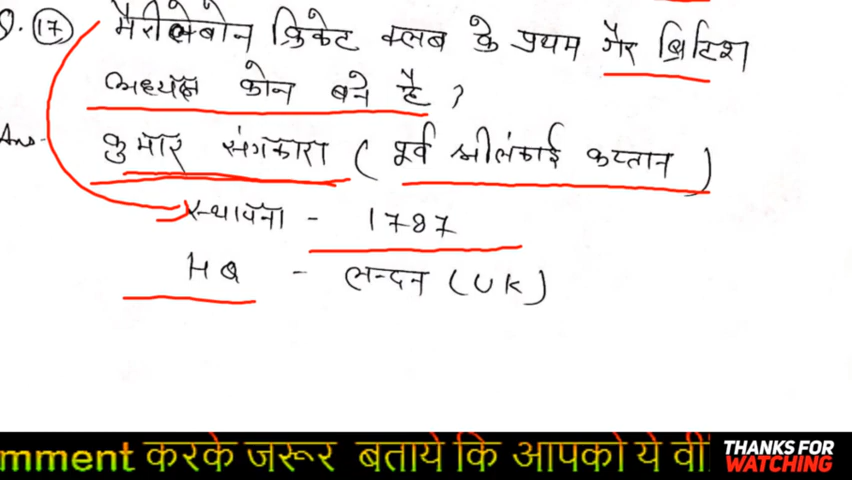 Q. 17 मैरीलेबोन क्रिकेट क्लब के प्रथम गैर ब्रिटिश
अध्यक्ष कोन बने है ?
Ans- कुमार संगकारा ( पूर्व श्रीलंकाई कप्तान )
स्थापना - 1787
HQ - लन्दन (UK)
mment करके जरूर बताये कि आपको ये वी
THANKS FOR
WATCHING